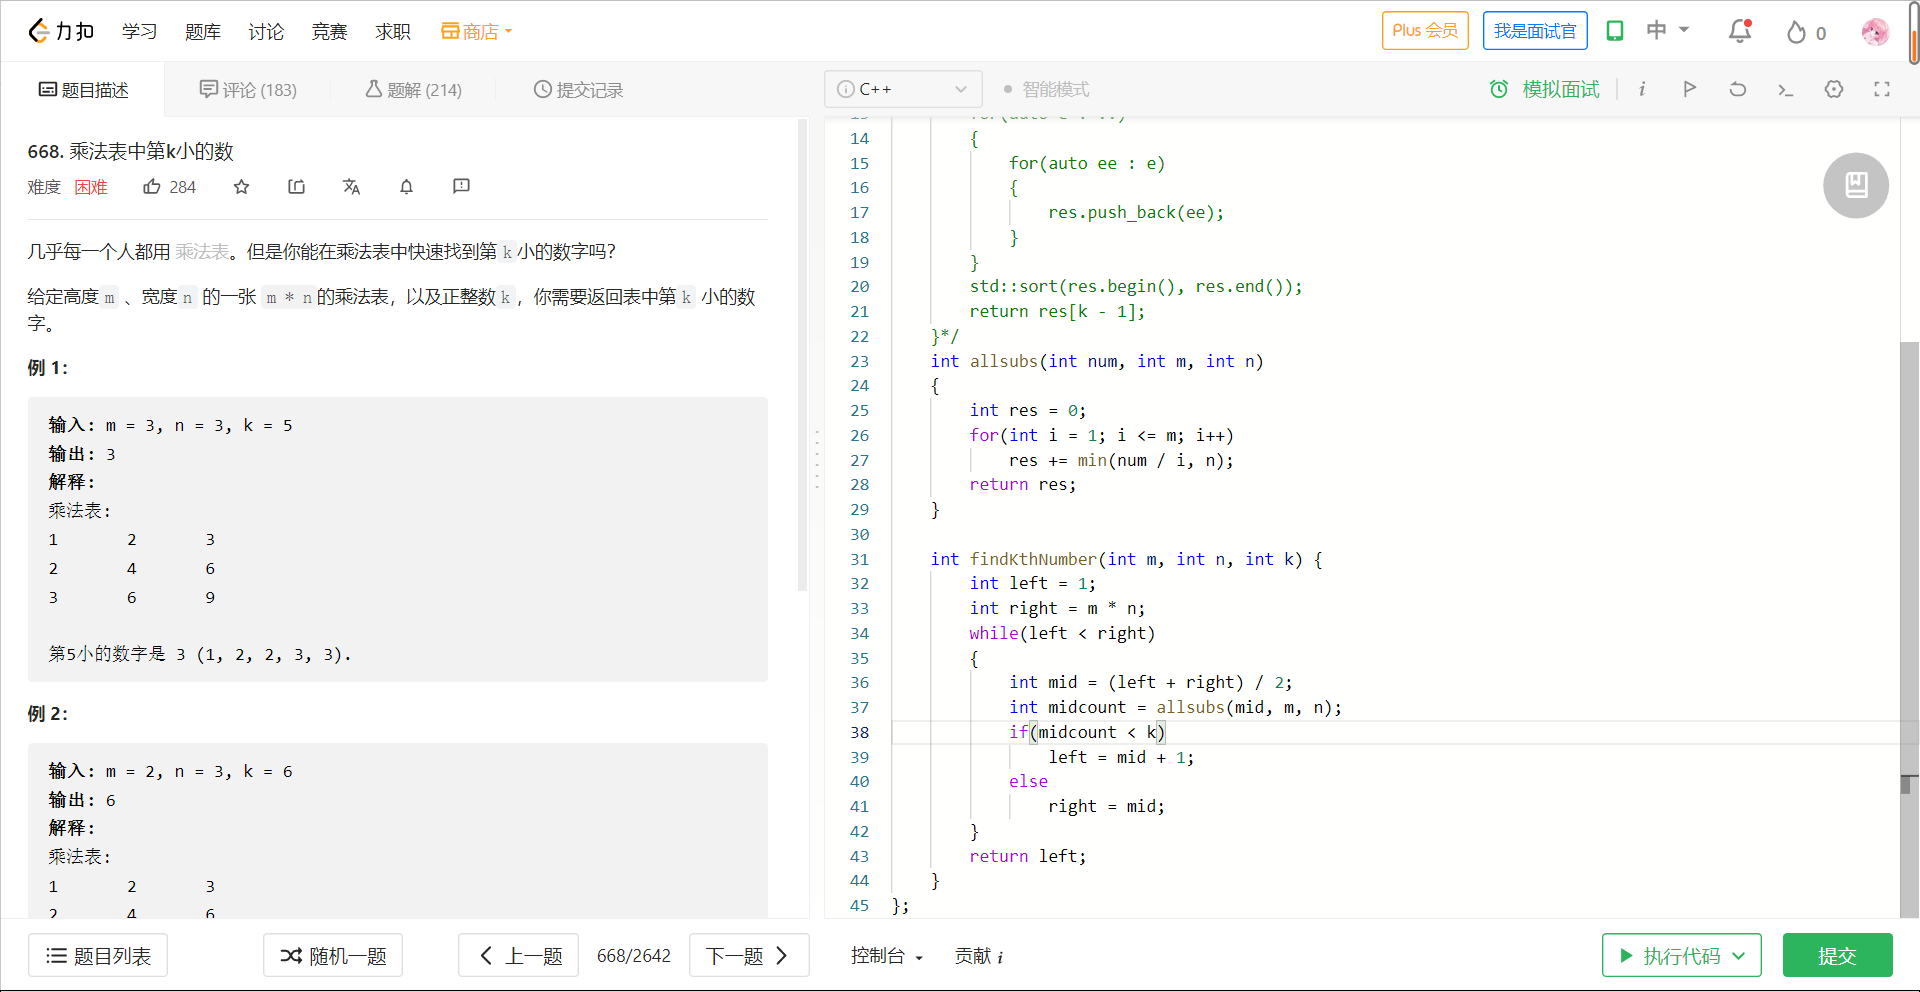 力扣 学习 题库 讨论 竞赛 求职 商店 Plus 会员 我是面试官 中 0
题目描述 评论 (183) 题解 (214) 提交记录
668. 乘法表中第k小的数
难度 困难 284
几乎每一个人都用 乘法表。但是你能在乘法表中快速找到第 k 小的数字吗？
给定高度 m 、宽度 n 的一张 m * n 的乘法表，以及正整数 k，你需要返回表中第 k 小的数
字。
例 1：
输入: m = 3, n = 3, k = 5
输出: 3
解释:
乘法表:
1 2 3
2 4 6
3 6 9
第5小的数字是 3 (1, 2, 2, 3, 3).
例 2：
输入: m = 2, n = 3, k = 6
输出: 6
解释:
乘法表:
1 2 3
2 4 6
题目列表 随机一题 上一题 668/2642 下一题
C++ 智能模式 模拟面试
14 {
15 for(auto ee : e)
16 {
17 res.push_back(ee);
18 }
19 }
20 std::sort(res.begin(), res.end());
21 return res[k - 1];
22 }*/
23 int allsubs(int num, int m, int n)
24 {
25 int res = 0;
26 for(int i = 1; i <= m; i++)
27 res += min(num / i, n);
28 return res;
29 }
30
31 int findKthNumber(int m, int n, int k) {
32 int left = 1;
33 int right = m * n;
34 while(left < right)
35 {
36 int mid = (left + right) / 2;
37 int midcount = allsubs(mid, m, n);
38 if(midcount < k)
39 left = mid + 1;
40 else
41 right = mid;
42 }
43 return left;
44 }
45 };
控制台 贡献 i 执行代码 提交